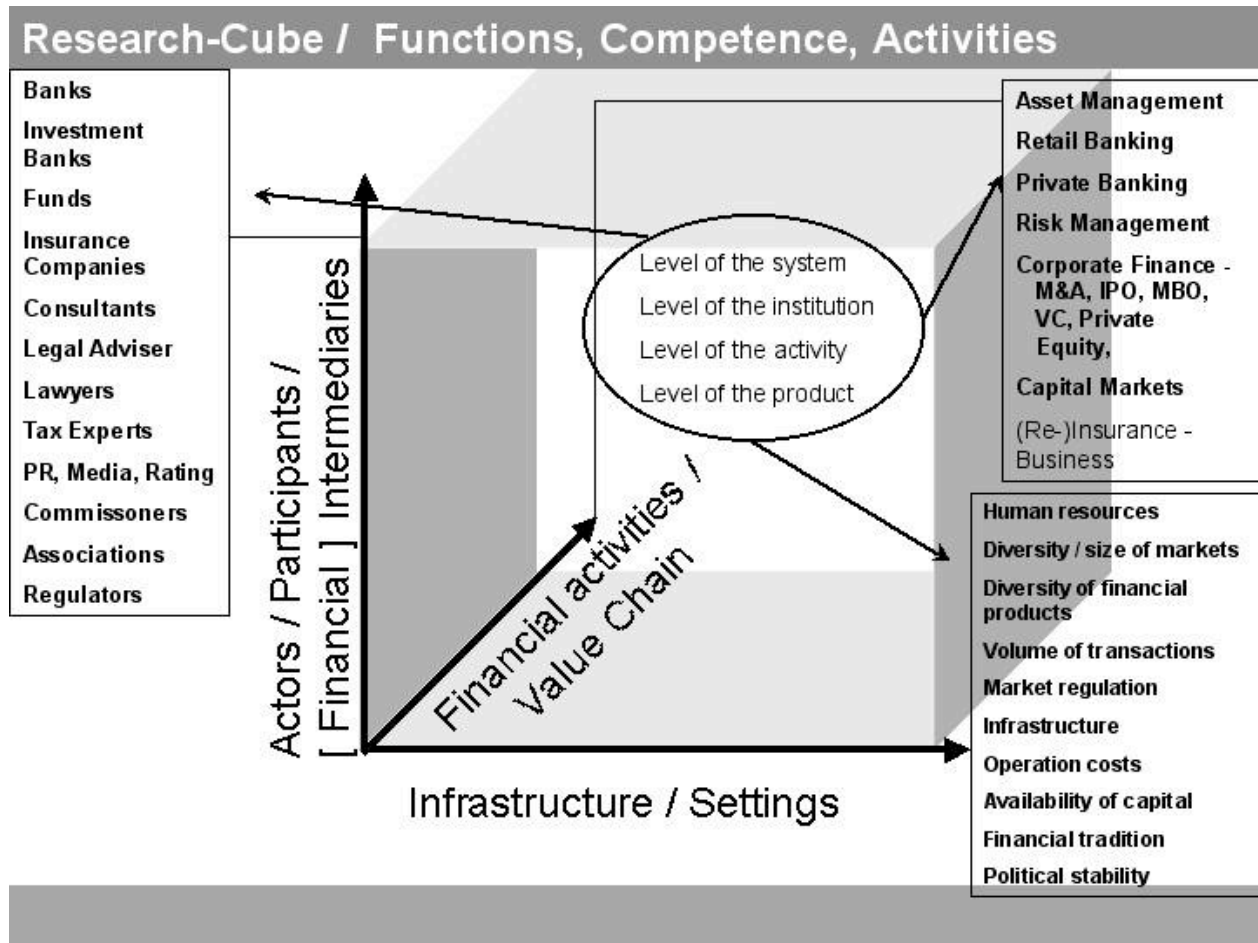 Research-Cube / Functions, Competence, Activities
Banks
Investment
Banks
Funds
Insurance
Companies
Consultants
Legal Adviser
Lawyers
Tax Experts
PR, Media, Rating
Commissoners
Associations
Regulators
Actors / Participants /
[ Financial ] Intermediaries
Level of the system
Level of the institution
Level of the activity
Level of the product
Financial activities /
Value Chain
Infrastructure / Settings
Asset Management
Retail Banking
Private Banking
Risk Management
Corporate Finance -
M&A, IPO, MBO,
VC, Private
Equity,
Capital Markets
(Re-)Insurance -
Business
Human resources
Diversity / size of markets
Diversity of financial
products
Volume of transactions
Market regulation
Infrastructure
Operation costs
Availability of capital
Financial tradition
Political stability